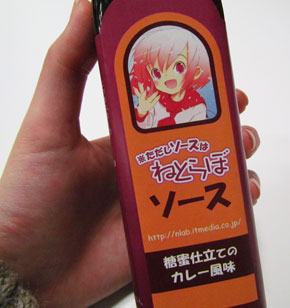 ※ただしソースは
ねとらぼ
ソース
http://nlab.itmedia.co.jp/
糖蜜仕立ての
カレー風味